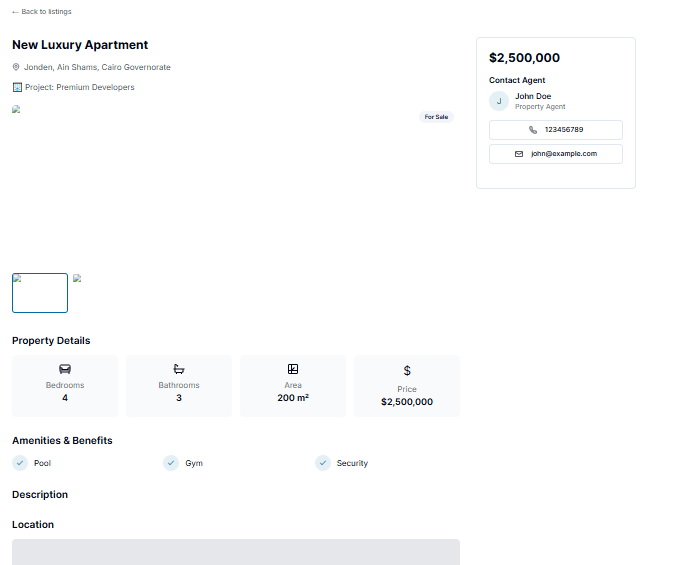 ← Back to listings
New Luxury Apartment
Jonden, Ain Shams, Cairo Governorate
Project: Premium Developers
For Sale
$2,500,000
Contact Agent
J
John Doe
Property Agent
123456789
john@example.com
Property Details
Bedrooms
4
Bathrooms
3
Area
200 m²
$
Price
$2,500,000
Amenities & Benefits
Pool
Gym
Security
Description
Location